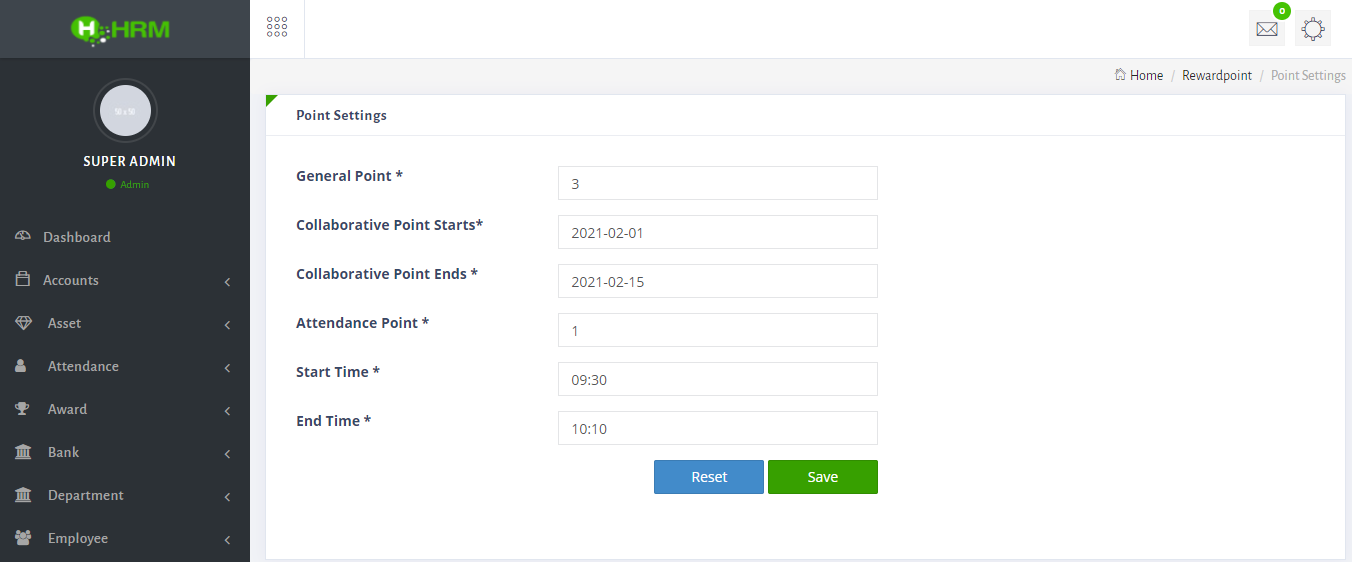 HRM
0
Home / Rewardpoint / Point Settings
SUPER ADMIN
Admin
Dashboard
Accounts
Asset
Attendance
Award
Bank
Department
Employee
Point Settings
General Point *
3
Collaborative Point Starts*
2021-02-01
Collaborative Point Ends *
2021-02-15
Attendance Point *
1
Start Time *
09:30
End Time *
10:10
Reset
Save